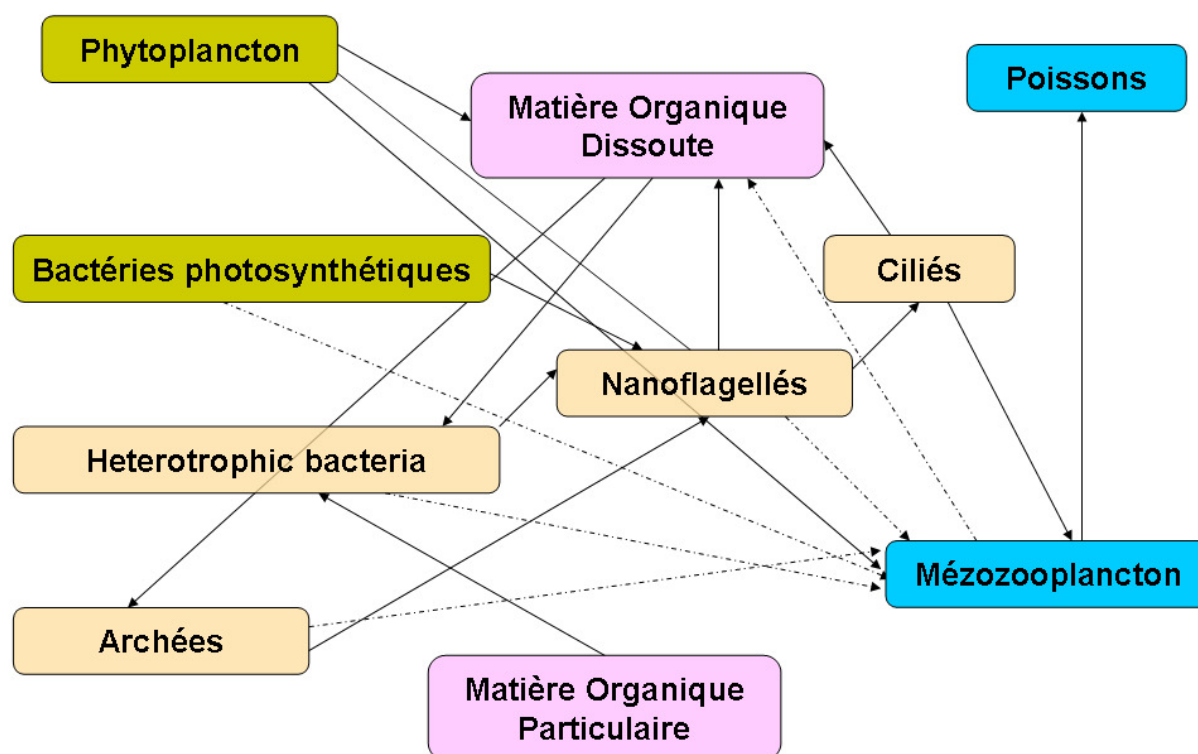 Phytoplancton
Poissons
Matière Organique
Dissoute
Bactéries photosynthétiques
Ciliés
Nanoflagellés
Heterotrophic bacteria
Mézozooplancton
Archées
Matière Organique
Particulaire